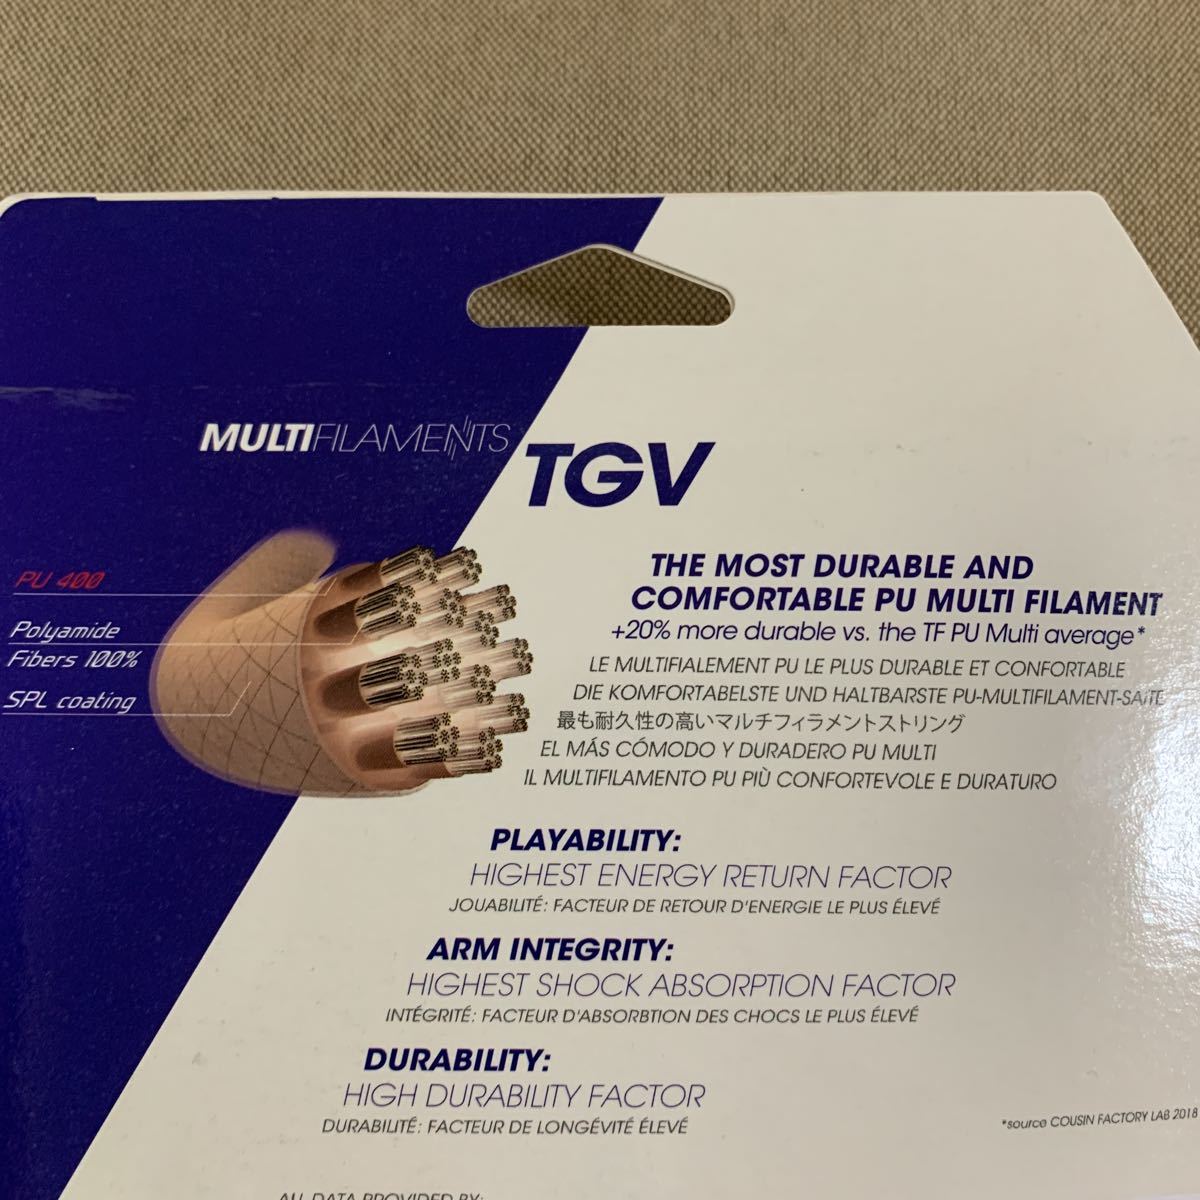 MULTIFILAMENTS TGV
PU 400
Polyamide
Fibers 100%
SPL coating
THE MOST DURABLE AND
COMFORTABLE PU MULTI FILAMENT
+20% more durable vs. the TF PU Multi average*
LE MULTIFIALEMENT PU LE PLUS DURABLE ET CONFORTABLE
DIE KOMFORTABELSTE UND HALTBARSTE PU-MULTIFILAMENT-SAITE
最も耐久性の高いマルチフィラメントストリング
EL MÁS CÓMODO Y DURADERO PU MULTI
IL MULTIFILAMENTO PU PIÙ CONFORTEVOLE E DURATURO
PLAYABILITY:
HIGHEST ENERGY RETURN FACTOR
JOUABILITÉ: FACTEUR DE RETOUR D'ENERGIE LE PLUS ÉLEVÉ
ARM INTEGRITY:
HIGHEST SHOCK ABSORPTION FACTOR
INTÉGRITÉ: FACTEUR D'ABSORBTION DES CHOCS LE PLUS ÉLEVÉ
DURABILITY:
HIGH DURABILITY FACTOR
DURABILITÉ: FACTEUR DE LONGÉVITÉ ÉLEVÉ
*source COUSIN FACTORY LAB 2018
ALL DATA PROVIDED BY: